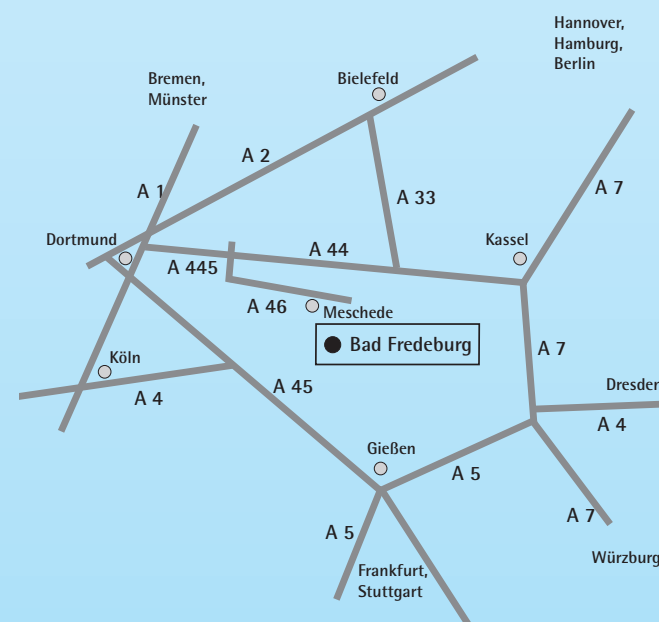 Hannover,
Hamburg,
Berlin
Bremen,
Münster
Bielefeld
A 2
A 1
A 33
A 7
Dortmund
A 44
Kassel
A 445
A 46
Meschede
Bad Fredeburg
A 7
Köln
A 4
A 45
Dresden
A 4
Gießen
A 5
A 7
A 5
Würzburg
Frankfurt,
Stuttgart